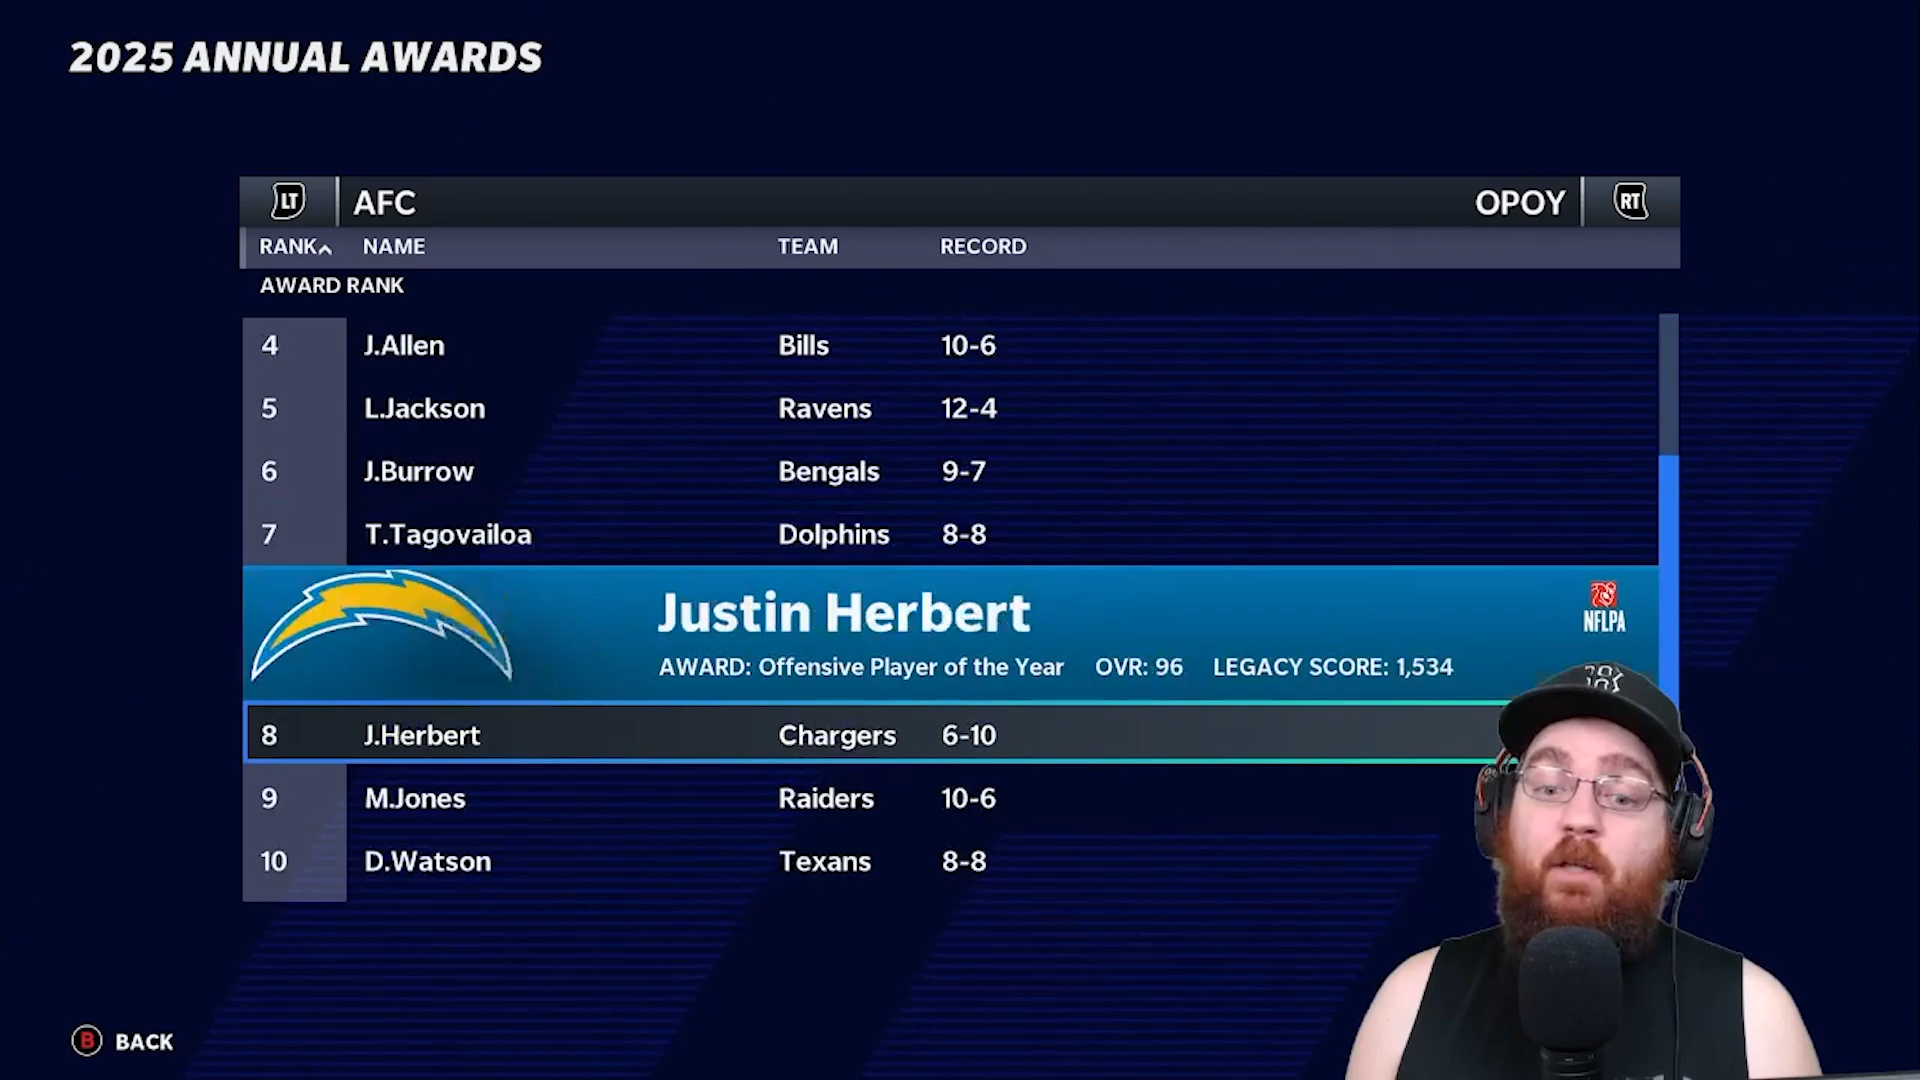 2025 ANNUAL AWARDS
LT AFC OPOY RT
RANK NAME TEAM RECORD
AWARD RANK
4 J.Allen Bills 10-6
5 L.Jackson Ravens 12-4
6 J.Burrow Bengals 9-7
7 T.Tagovailoa Dolphins 8-8
Justin Herbert
NFLPA
AWARD: Offensive Player of the Year OVR: 96 LEGACY SCORE: 1,534
8 J.Herbert Chargers 6-10
9 M.Jones Raiders 10-6
10 D.Watson Texans 8-8
B BACK